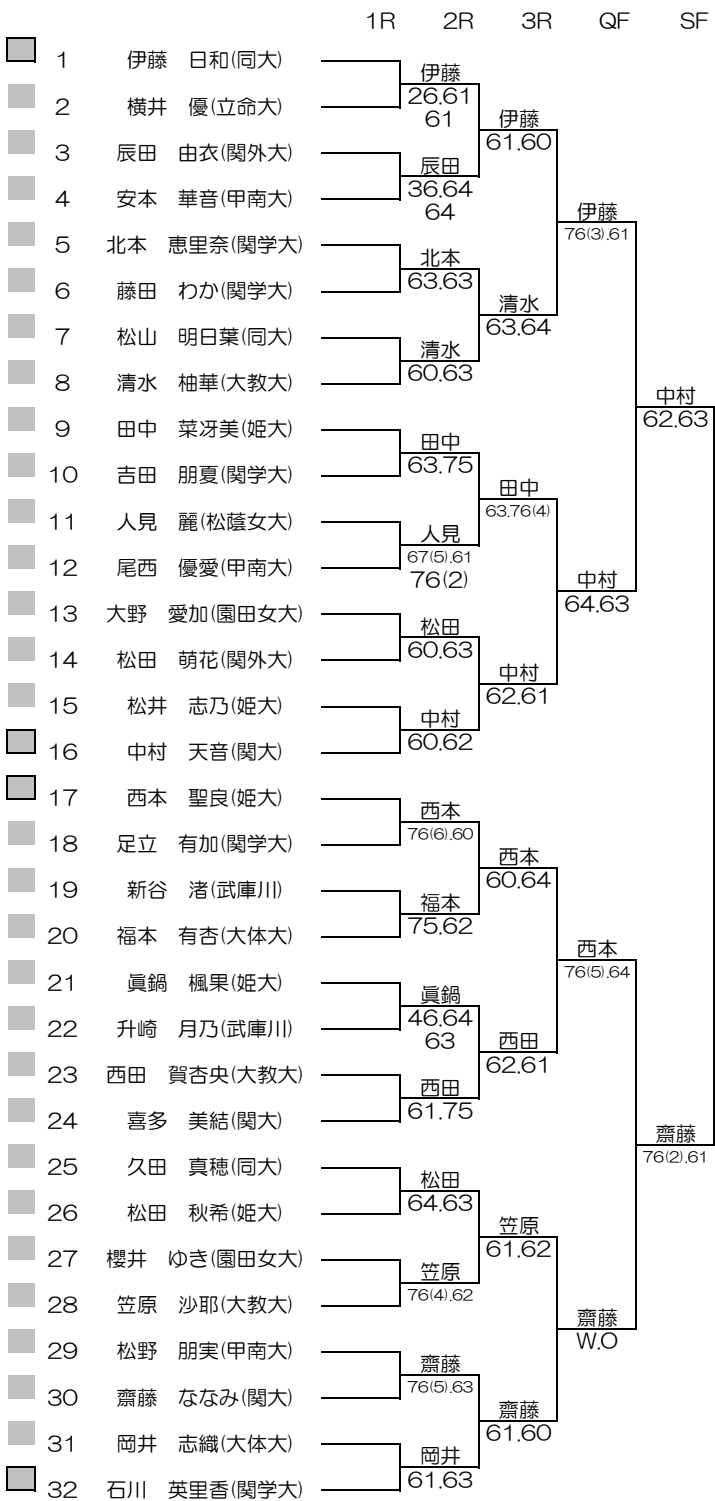 1R 2R 3R QF SF
1 伊藤 日和(同大)
伊藤
2 横井 優(立命大)
26.61
61
伊藤
61.60
3 辰田 由衣(関外大)
辰田
4 安本 華音(甲南大)
36.64
64
伊藤
76(3).61
5 北本 恵里奈(関学大)
北本
6 藤田 わか(関学大)
63.63
清水
63.64
7 松山 明日葉(同大)
清水
8 清水 柚華(大教大)
60.63
中村
62.63
9 田中 菜冴美(姫大)
田中
10 吉田 朋夏(関学大)
63.75
田中
63.76(4)
11 人見 麗(松蔭女大)
人見
67(5).61
12 尾西 優愛(甲南大)
76(2)
中村
64.63
13 大野 愛加(園田女大)
松田
14 松田 萌花(関外大)
60.63
中村
62.61
15 松井 志乃(姫大)
中村
16 中村 天音(関大)
60.62
17 西本 聖良(姫大)
西本
18 足立 有加(関学大)
76(6).60
西本
60.64
19 新谷 渚(武庫川)
福本
20 福本 有杏(大体大)
75.62
西本
76(5).64
21 眞鍋 楓果(姫大)
眞鍋
22 升崎 月乃(武庫川)
46.64
63
西田
62.61
23 西田 賀杏央(大教大)
西田
24 喜多 美結(関大)
61.75
齋藤
76(2).61
25 久田 真穂(同大)
松田
26 松田 秋希(姫大)
64.63
笠原
61.62
27 櫻井 ゆき(園田女大)
笠原
28 笠原 沙耶(大教大)
76(4).62
齋藤
W.O
29 松野 朋実(甲南大)
齋藤
30 齋藤 ななみ(関大)
76(5).63
齋藤
61.60
31 岡井 志織(大体大)
岡井
32 石川 英里香(関学大)
61.63